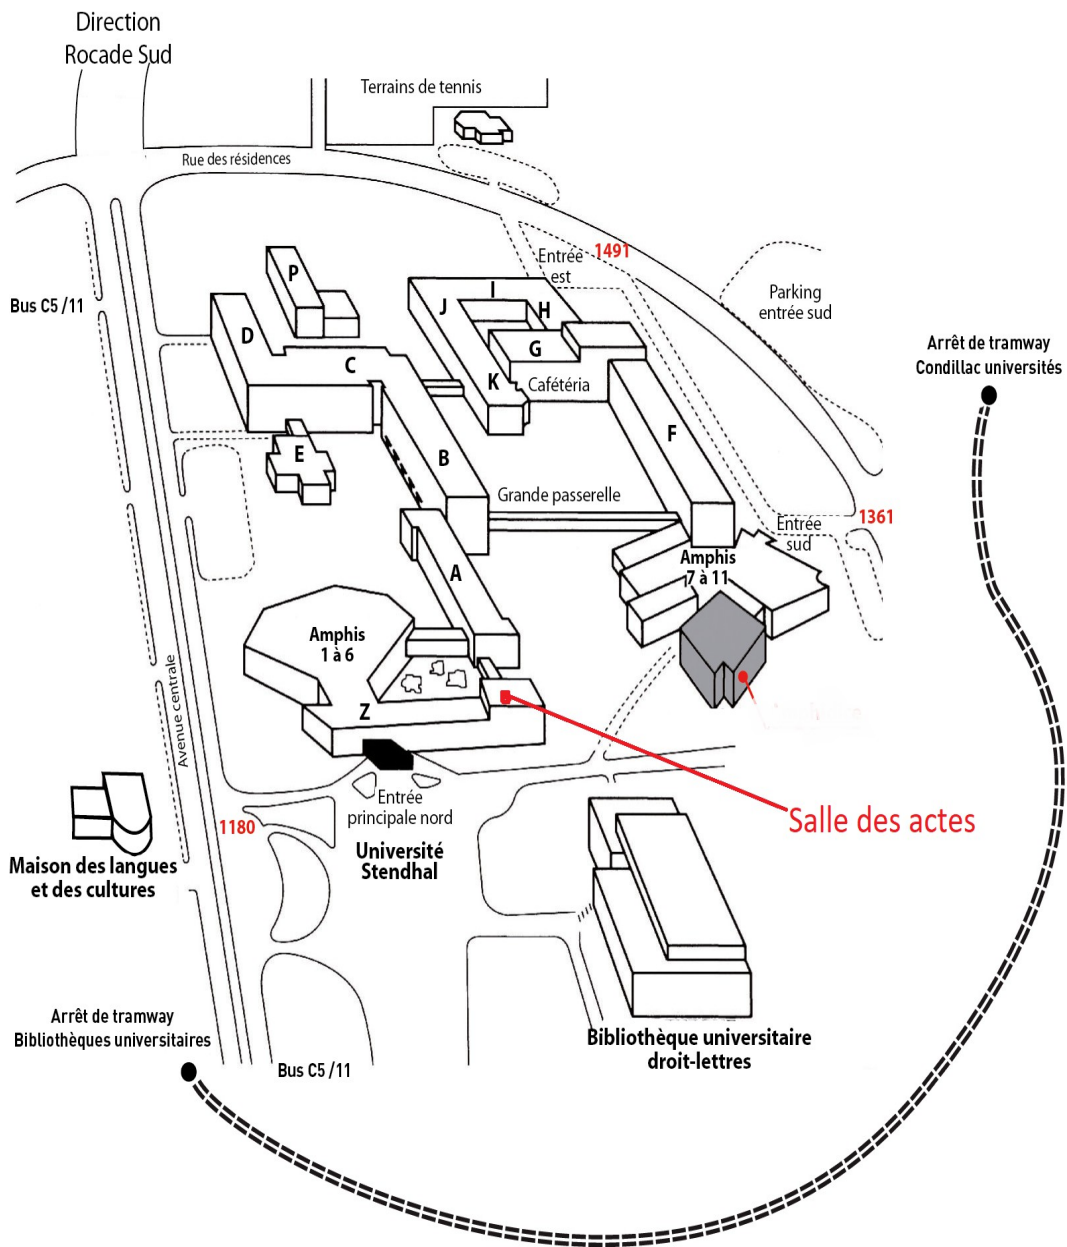 Direction
Rocade Sud
Terrains de tennis
Rue des résidences
Entrée
est
1491
P
Bus C5 /11
I
J
H
Parking
entrée sud
D
G
C
K
Cafétéria
Arrêt de tramway
Condillac universités
F
E
B
Grande passerelle
1361
Entrée
sud
Amphis
7 à 11
A
Amphis
1 à 6
Z
Avenue centrale
Entrée
principale nord
1180
Salle des actes
Université
Stendhal
Maison des langues
et des cultures
Arrêt de tramway
Bibliothèques universitaires
Bibliothèque universitaire
droit-lettres
Bus C5 /11